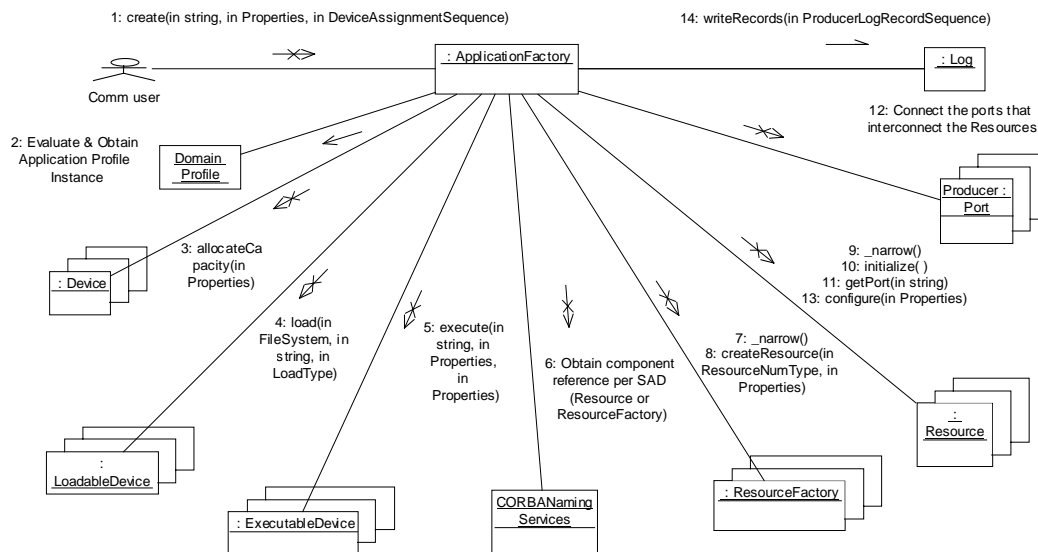 1: create(in string, in Properties, in DeviceAssignmentSequence)
14: writeRecords(in ProducerLogRecordSequence)
: ApplicationFactory
: Log
Comm user
12: Connect the ports that
interconnect the Resources
2: Evaluate & Obtain
Application Profile
Instance
Domain
Profile
Producer :
Port
3: allocateCa
pacity(in
Properties)
: Device
9: _narrow()
10: initialize( )
11: getPort(in string)
13: configure(in Properties)
4: load(in
FileSystem, in
string, in
LoadType)
5: execute(in
string, in
Properties,
in
Properties)
6: Obtain component
reference per SAD
(Resource or
ResourceFactory)
7: _narrow()
8: createResource(in
ResourceNumType, in
Properties)
:
Resource
:
LoadableDevice
: ExecutableDevice
CORBANaming
Services
: ResourceFactory